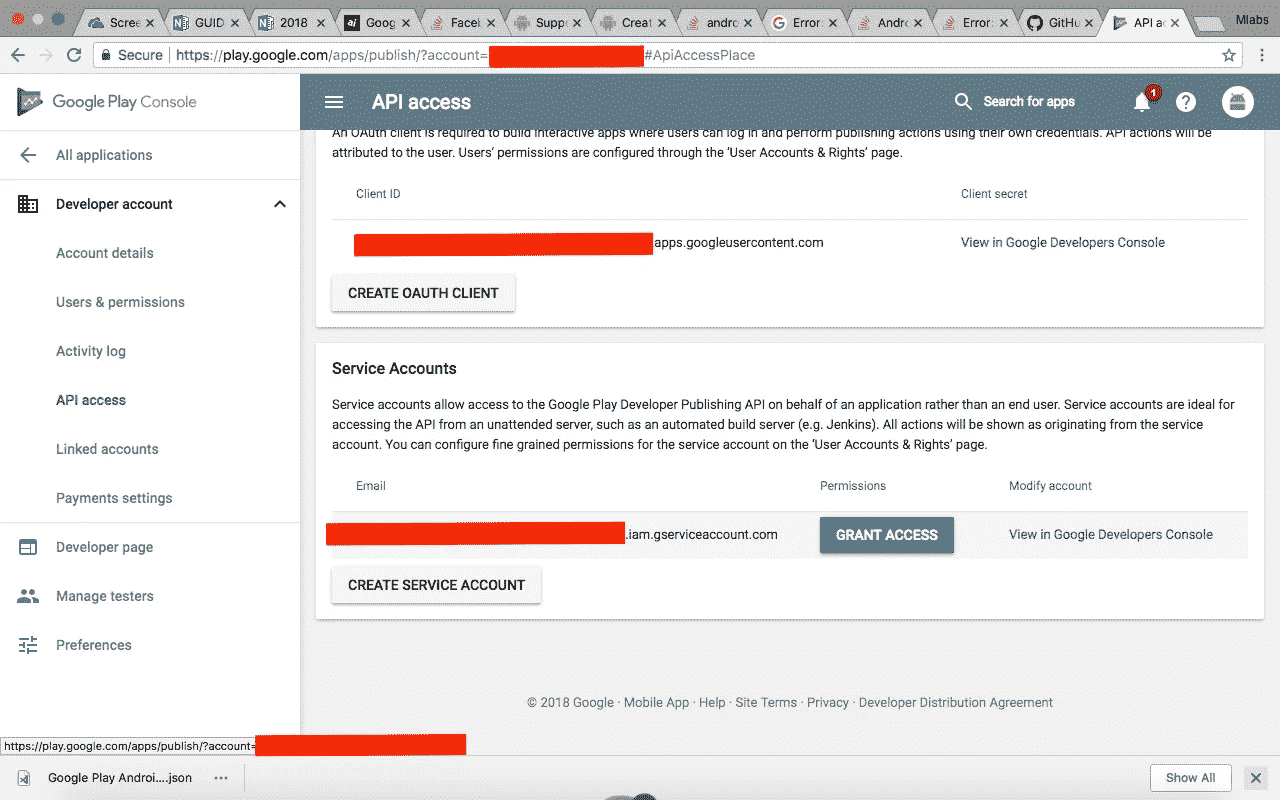 Scree
GUID
2018
Goog
Facel
Suppo
Creat
andro
Error:
Andro
Error:
GitHu
API ac
Mlabs
Secure
https://play.google.com/apps/publish/?account=
#ApiAccessPlace
Google Play Console
API access
Search for apps
1
All applications
Developer account
Account details
Users & permissions
Activity log
API access
Linked accounts
Payments settings
Developer page
Manage testers
Preferences
An OAuth client is required to build interactive apps where users can log in and perform publishing actions using their own credentials. API actions will be
attributed to the user. Users' permissions are configured through the 'User Accounts & Rights' page.
Client ID
Client secret
apps.googleusercontent.com
View in Google Developers Console
CREATE OAUTH CLIENT
Service Accounts
Service accounts allow access to the Google Play Developer Publishing API on behalf of an application rather than an end user. Service accounts are ideal for
accessing the API from an unattended server, such as an automated build server (e.g. Jenkins). All actions will be shown as originating from the service
account. You can configure fine grained permissions for the service account on the 'User Accounts & Rights' page.
Email
Permissions
Modify account
.iam.gserviceaccount.com
GRANT ACCESS
View in Google Developers Console
CREATE SERVICE ACCOUNT
© 2018 Google · Mobile App · Help · Site Terms · Privacy · Developer Distribution Agreement
https://play.google.com/apps/publish/?account=
Google Play Androi....json
Show All